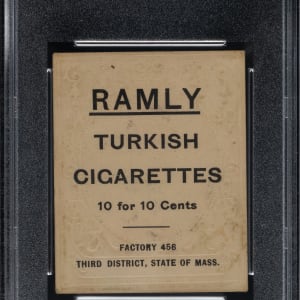 RAMLY
TURKISH
CIGARETTES
10 for 10 Cents
FACTORY 456
THIRD DISTRICT, STATE OF MASS.